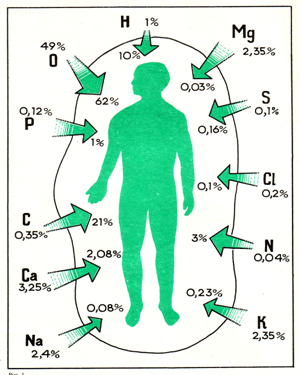 H 1%
49%
O
10%
Mg
2,35%
62%
0,03%
0,12%
P
1%
S
0,1%
0,16%
0,1%
Cl
0,2%
C
0,35%
21%
3%
N
0,04%
2,08%
Ca
3,25%
0,08%
0,23%
K
2,35%
Na
2,4%